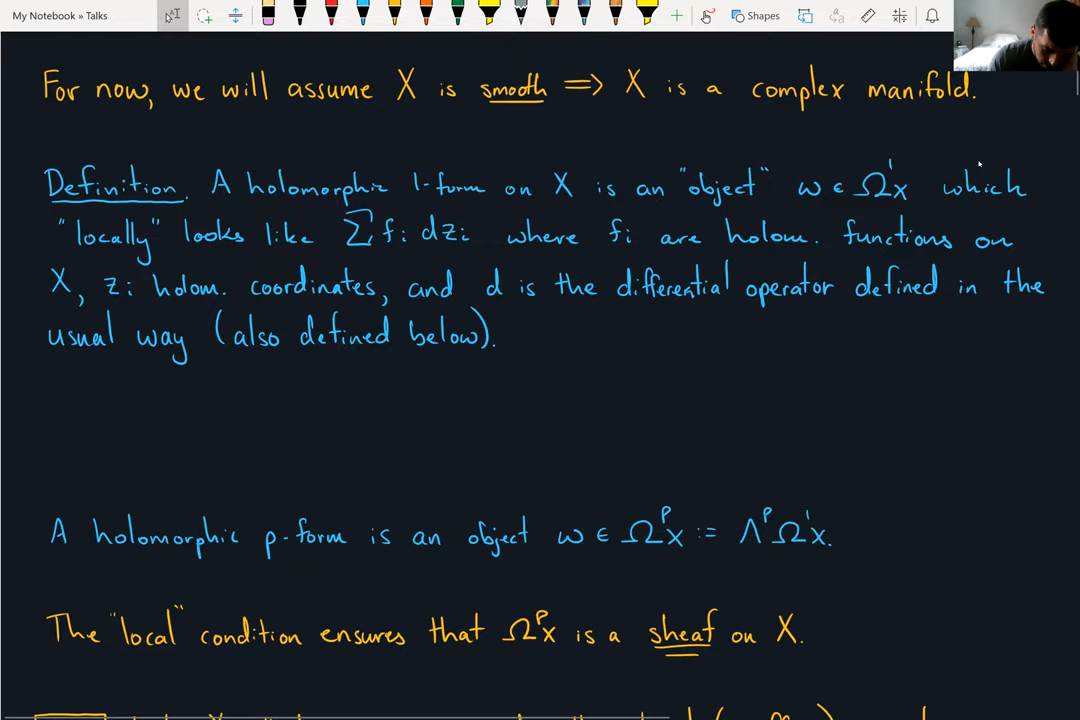 My Notebook » Talks
Shapes
For now, we will assume X is smooth => X is a complex manifold.
Definition. A holomorphic 1-form on X is an "object" ω ∈ Ω¹x which
"locally" looks like ∑ fi dzi where fi are holom. functions on
X, zi holom. coordinates, and d is the differential operator defined in the
usual way (also defined below).
A holomorphic p-form is an object ω ∈ Ωᵖx := Λᵖ Ω¹x.
The "local" condition ensures that Ωᵖx is a sheaf on X.